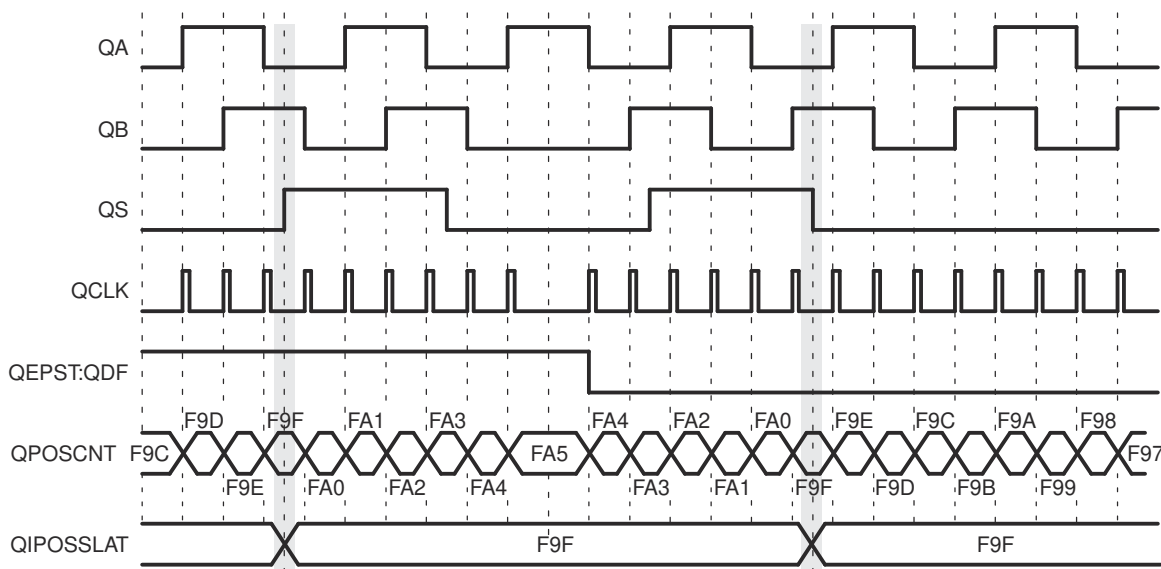 QA
QB
QS
QCLK
QEPST:QDF
F9D F9F FA1 FA3 FA4 FA2 FA0 F9E F9C F9A F98
QPOSCNT F9C FA5 F97
F9E FA0 FA2 FA4 FA3 FA1 F9F F9D F9B F99
QIPOSSLAT F9F F9F